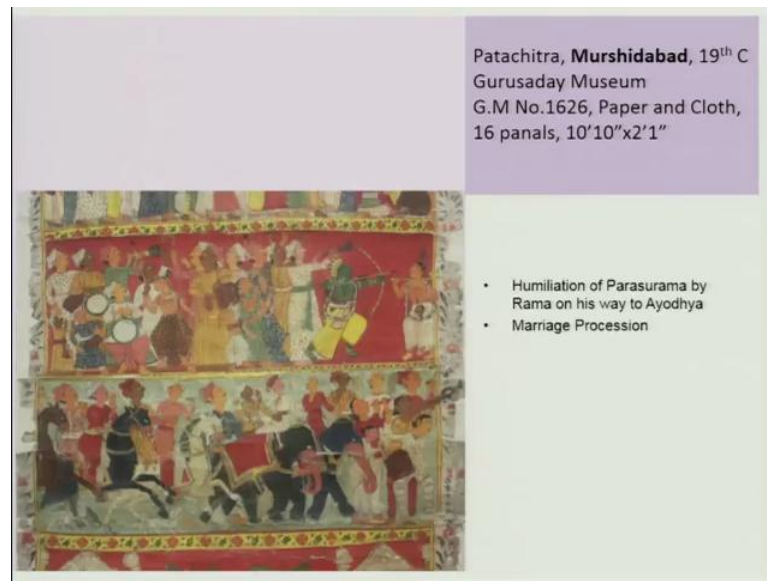 Patachitra, Murshidabad, 19th C
Gurusaday Museum
G.M No.1626, Paper and Cloth,
16 panals, 10’10”x2’1”
• Humiliation of Parasurama by
Rama on his way to Ayodhya
• Marriage Procession